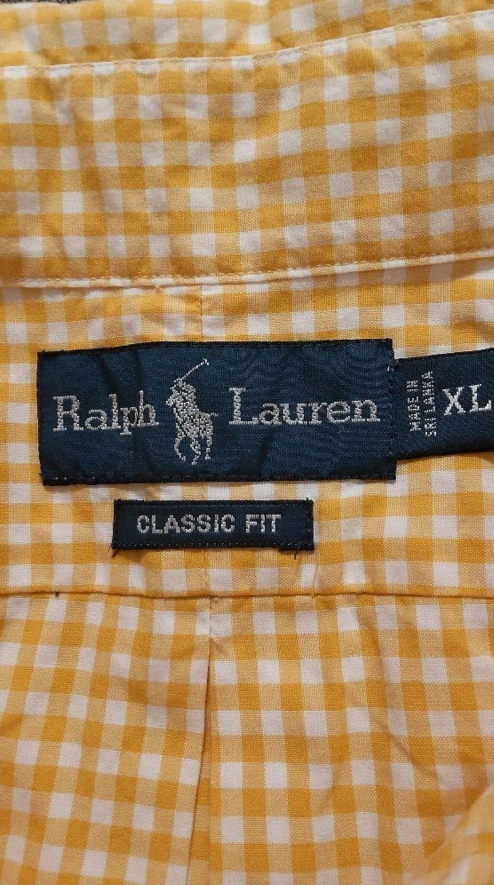 Ralph Lauren
MADE IN
SRI LANKA
XL
CLASSIC FIT